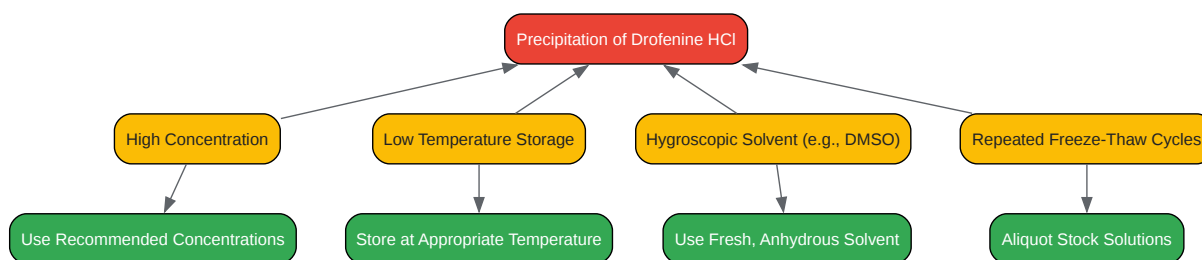 Precipitation of Drofenine HCl
High Concentration
Low Temperature Storage
Hygroscopic Solvent (e.g., DMSO)
Repeated Freeze-Thaw Cycles
Use Recommended Concentrations
Store at Appropriate Temperature
Use Fresh, Anhydrous Solvent
Aliquot Stock Solutions